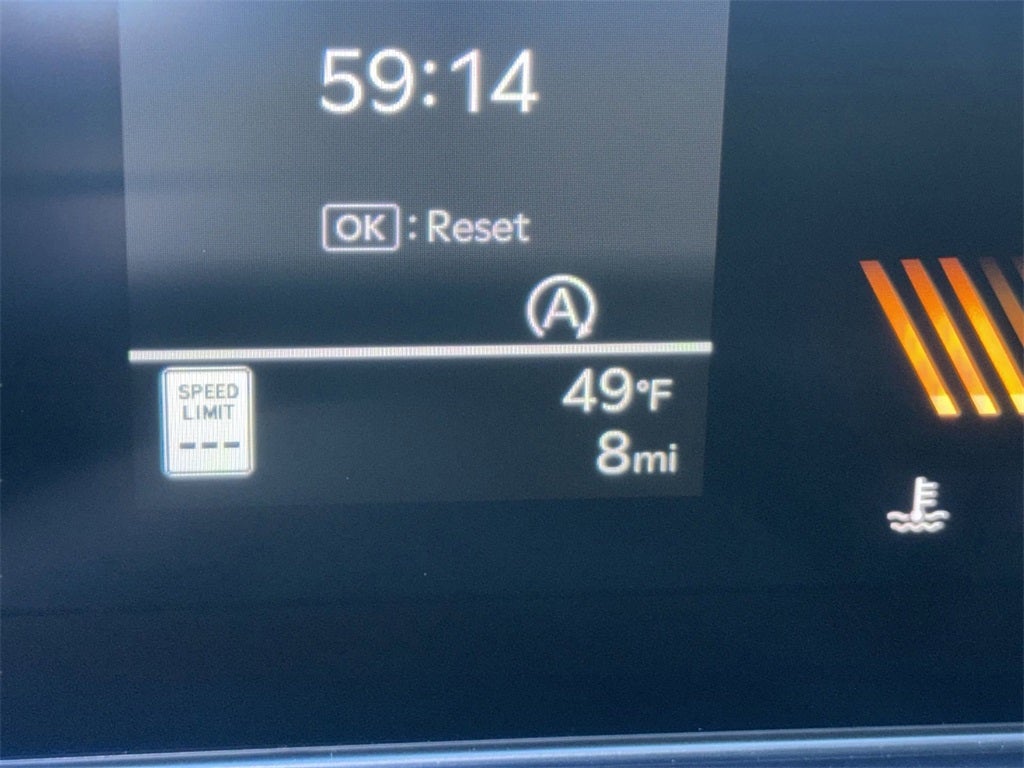 59:14
OK : Reset
A
SPEED
LIMIT
---
49°F
8mi